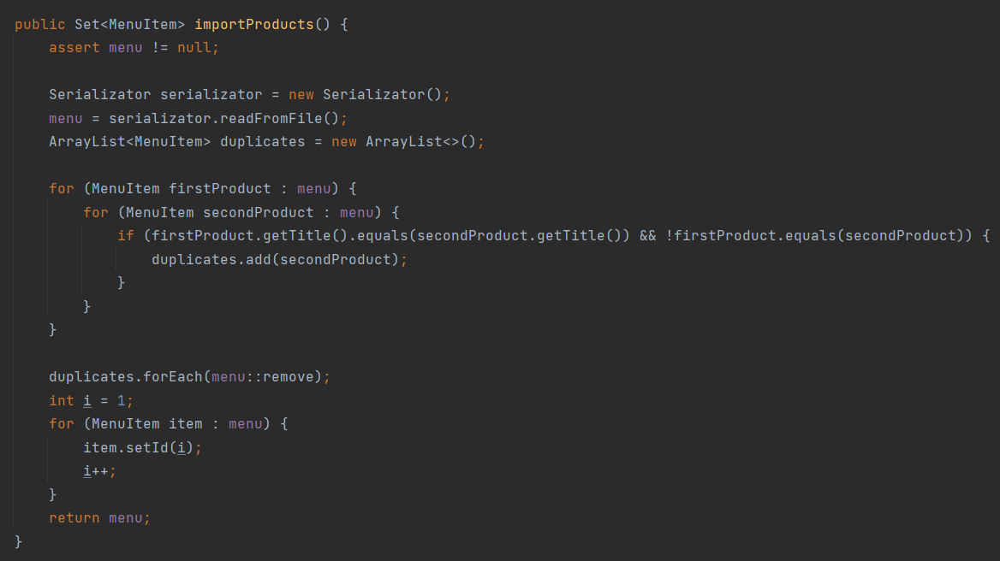 public Set<MenuItem> importProducts() {
    assert menu != null;

    Serializator serializator = new Serializator();
    menu = serializator.readFromFile();
    ArrayList<MenuItem> duplicates = new ArrayList<>();

    for (MenuItem firstProduct : menu) {
        for (MenuItem secondProduct : menu) {
            if (firstProduct.getTitle().equals(secondProduct.getTitle()) && !firstProduct.equals(secondProduct)) {
                duplicates.add(secondProduct);
            }
        }
    }

    duplicates.forEach(menu::remove);
    int i = 1;
    for (MenuItem item : menu) {
        item.setId(i);
        i++;
    }
    return menu;
}